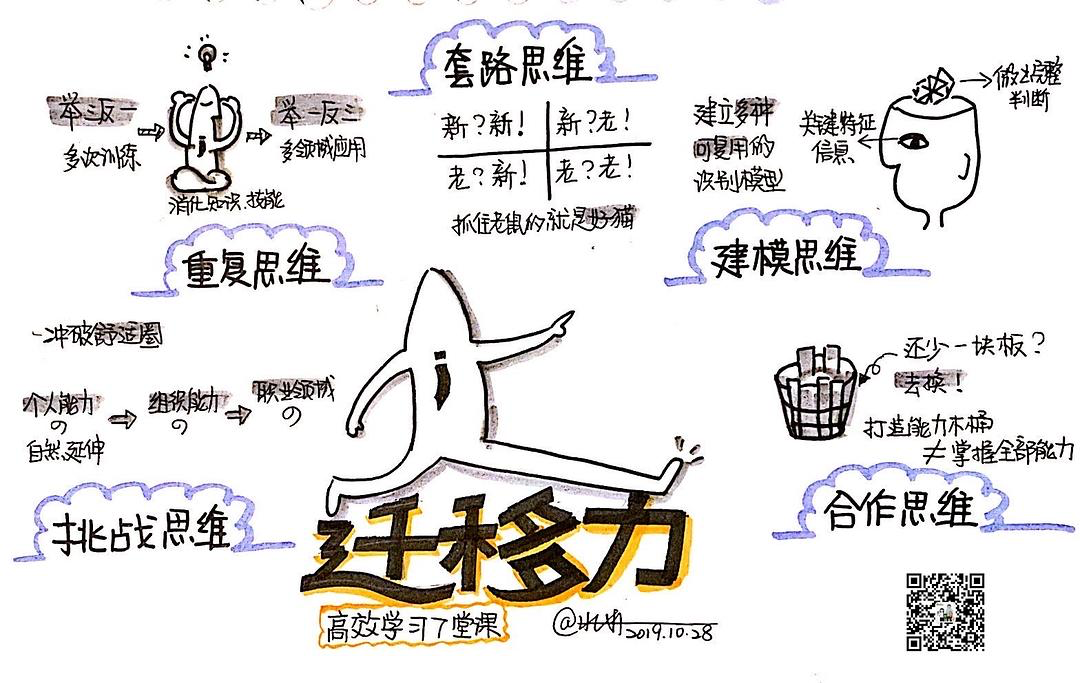 套路思维
新?新!
新?老!
老?新!
老?老!
抓住老鼠的就是好猫
举三反一
多次训练
举一反三
多领域应用
消化知识、技能
重复思维
建立多种
可复用的
识别模型
关键特征
信息
做出完整
判断
建模思维
冲破舒适圈
个人能力
の
自然延伸
组织能力
の
职业领域
の
挑战思维
还少一块板?
去换!
打造能力木桶
≠掌握全部能力
合作思维
迁移力
高效学习7堂课
2019.10.28